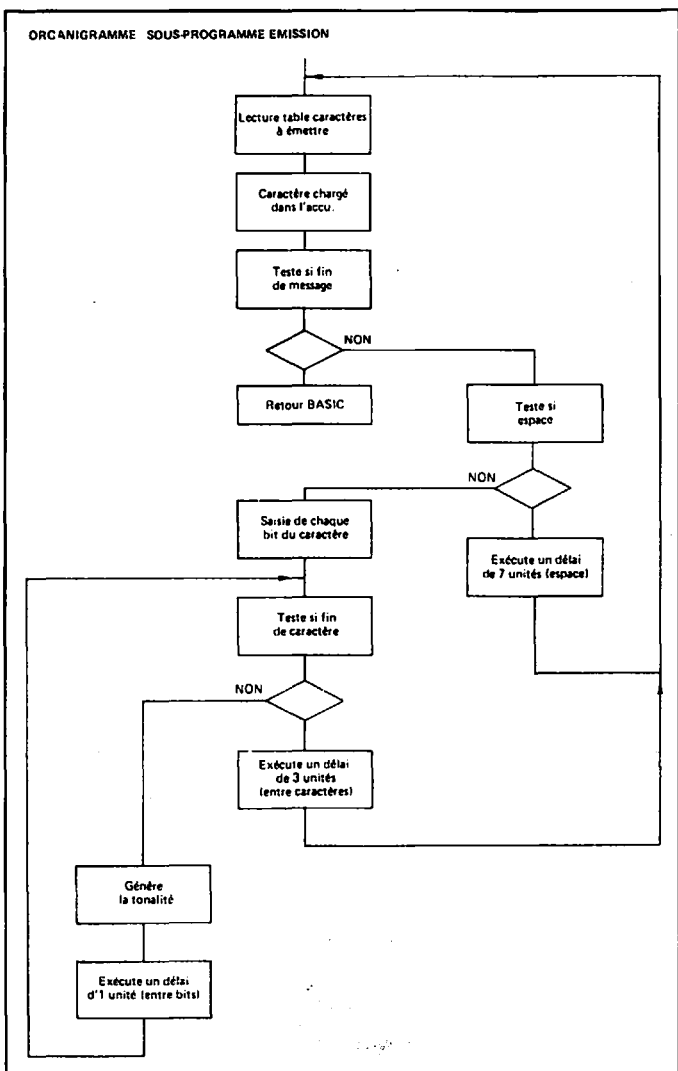 ORGANIGRAMME SOUS-PROGRAMME EMISSION
Lecture table caractères
à émettre
Caractère chargé
dans l'accu.
Teste si fin
de message
NON
Retour BASIC
Teste si
espace
NON
Saisie de chaque
bit du caractère
Exécute un délai
de 7 unités (espace)
Teste si fin
de caractère
NON
Exécute un délai
de 3 unités
(entre caractères)
Génère
la tonalité
Exécute un délai
d'1 unité (entre bits)